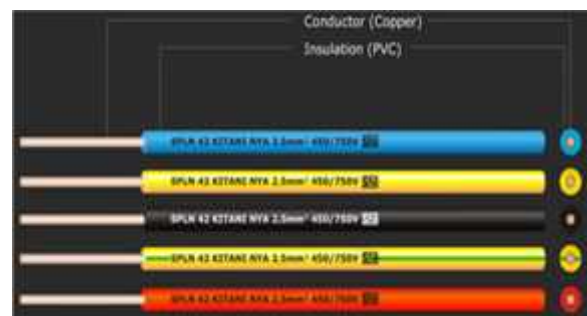 Conductor (Copper)
Insulation (PVC)
SPLN 42 KITANI NYA 2.5mm² 450/750V
SPLN 42 KITANI NYA 2.5mm² 450/750V
SPLN 42 KITANI NYA 2.5mm² 450/750V
SPLN 42 KITANI NYA 2.5mm² 450/750V
SPLN 42 KITANI NYA 2.5mm² 450/750V